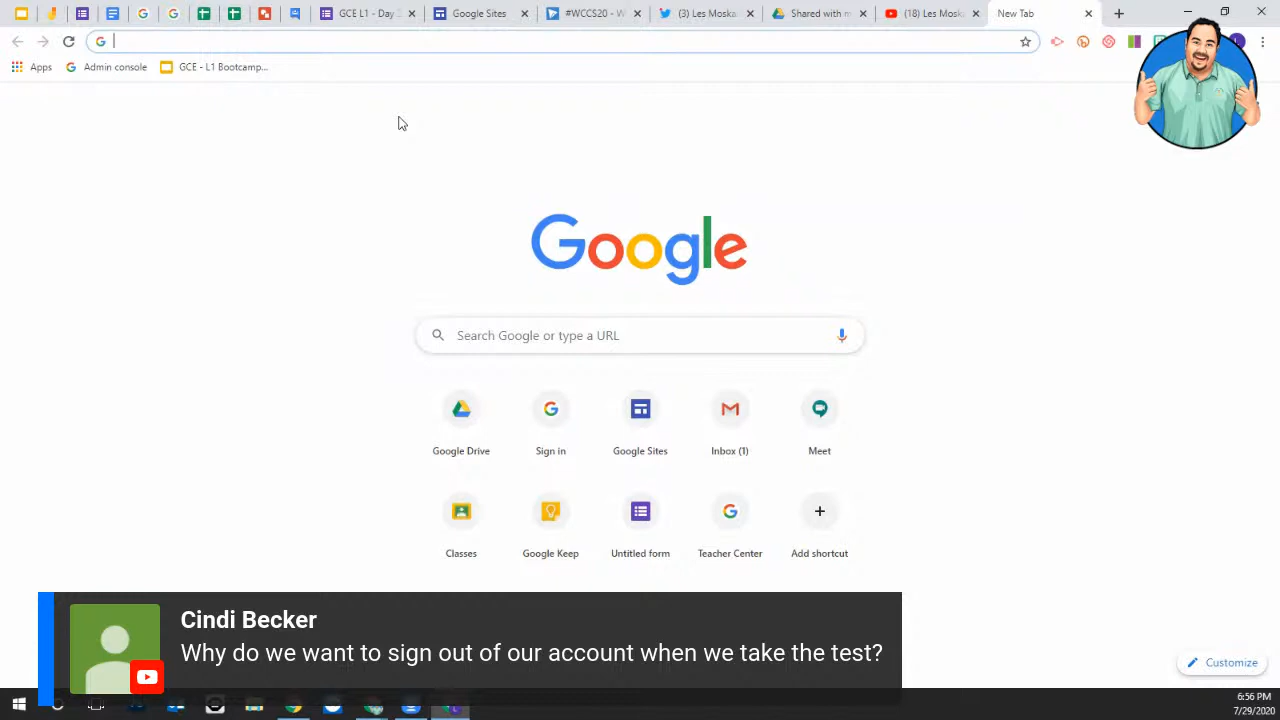 GCE L1 - Day
Google Sites
#WCCS20 - W
(3) Les Moska
Shared with m
(18) Les Mosk
New Tab
Apps
Admin console
GCE - L1 Bootcamp...
Google
Search Google or type a URL
Google Drive
Sign in
Google Sites
Inbox (1)
Meet
Classes
Google Keep
Untitled form
Teacher Center
Add shortcut
Cindi Becker
Why do we want to sign out of our account when we take the test?
Customize
6:56 PM
7/29/2020